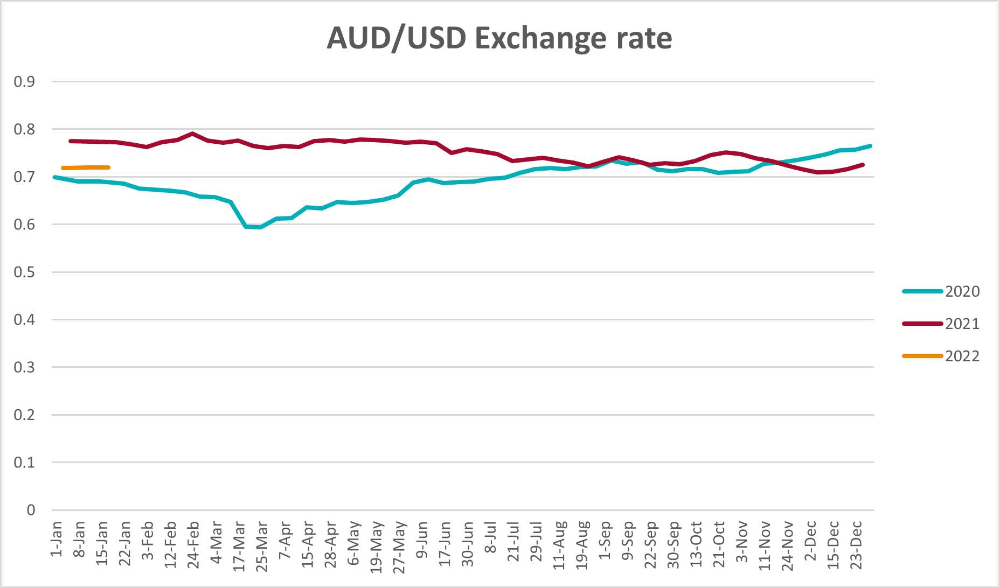 AUD/USD Exchange rate
0.9
0.8
0.7
0.6
0.5
0.4
0.3
0.2
0.1
0
1-Jan
8-Jan
15-Jan
22-Jan
3-Feb
12-Feb
24-Feb
4-Mar
17-Mar
25-Mar
7-Apr
15-Apr
28-Apr
6-May
19-May
27-May
9-Jun
17-Jun
30-Jun
8-Jul
21-Jul
29-Jul
11-Aug
19-Aug
1-Sep
9-Sep
22-Sep
30-Sep
13-Oct
21-Oct
3-Nov
11-Nov
24-Nov
2-Dec
15-Dec
23-Dec
2020
2021
2022